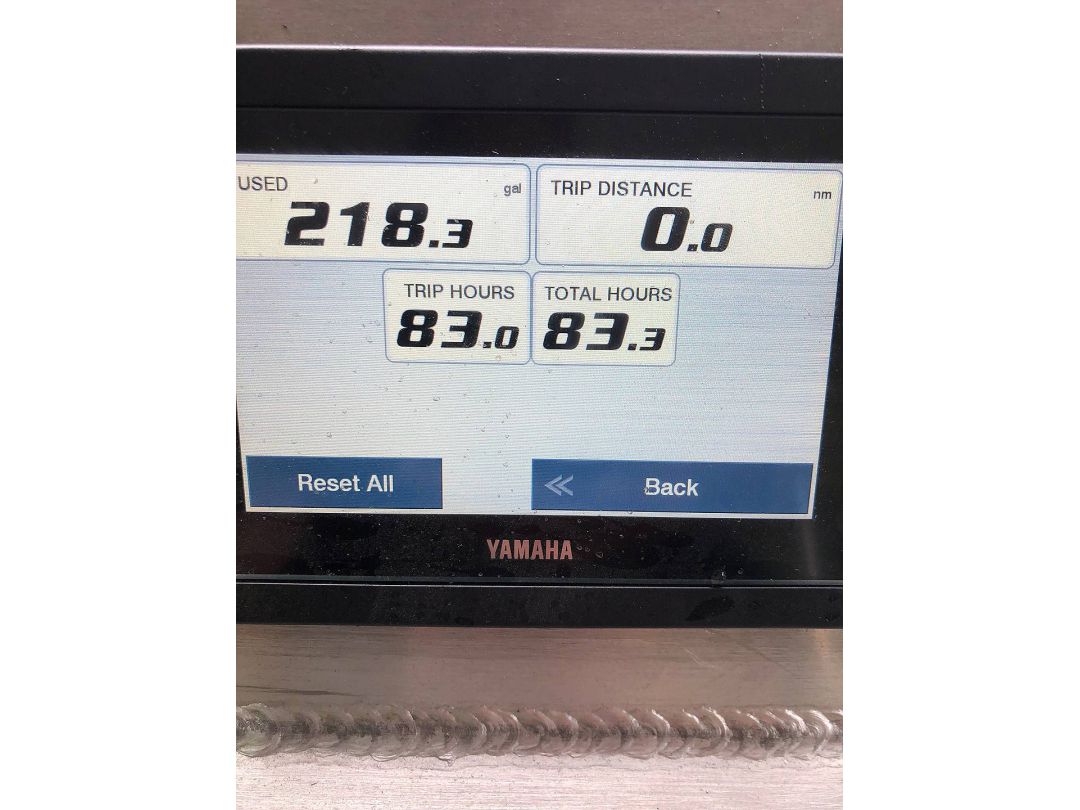 USED gal
218.3
TRIP DISTANCE nm
0.0
TRIP HOURS
83.0
TOTAL HOURS
83.3
Reset All
Back
YAMAHA